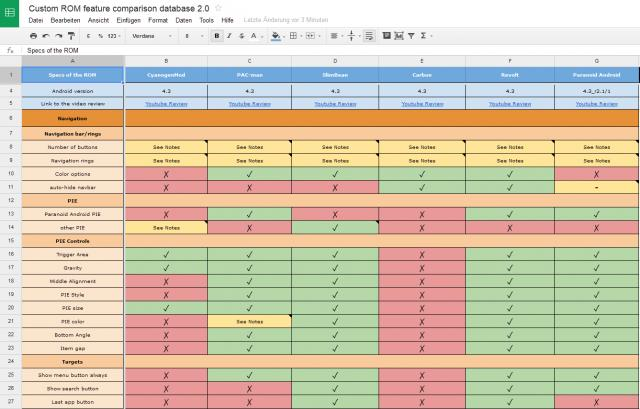 Custom ROM feature comparison database 2.0
Datei Bearbeiten Ansicht Einfügen Format Daten Tools Hilfe Letzte Änderung vor 3 Minuten
£ % 123 Verdana 8 B I S A Σ
fx Specs of the ROM
A B C D E F G
1 Specs of the ROM CyanogenMod PAC-man SlimBean Carbon Revolt Paranoid Android
4 Android version 4.3 4.3 4.3 4.3 4.3 4.3_r2.1/1
5 Link to the video review Youtube Review Youtube Review Youtube Review Youtube Review Youtube Review Youtube Review
6 Navigation
7 Navigation bar/rings
8 Number of buttons See Notes See Notes See Notes See Notes See Notes See Notes
9 Navigation rings See Notes See Notes See Notes See Notes See Notes See Notes
10 Color options ✗ ✓ ✓ ✓ ✓ ✗
11 auto-hide navbar ✗ ✗ ✗ ✓ ✓ -
12 PIE
13 Paranoid Android PIE ✗ ✓ ✗ ✗ ✓ ✓
14 other PIE See Notes ✗ ✓ ✗ ✗ ✗
15 PIE Controls
16 Trigger Area ✓ ✓ ✓ ✗ ✓ ✓
17 Gravity ✓ ✓ ✓ ✗ ✓ ✓
18 Middle Alignment ✗ ✓ ✓ ✗ ✓ ✓
19 PIE Style ✗ ✓ ✓ ✗ ✓ ✓
20 PIE size ✓ ✓ ✓ ✗ ✓ ✓
21 PIE color ✗ See Notes ✓ ✗ ✓ ✓
22 Bottom Angle ✗ ✓ ✓ ✗ ✓ ✓
23 Item gap ✗ ✓ ✓ ✗ ✓ ✓
24 Targets
25 Show menu button always ✗ ✓ ✓ ✗ ✓ ✓
26 Show search button ✗ ✗ ✓ ✗ ✓ ✓
27 Last app button ✗ ✗ ✓ ✗ ✓ ✗